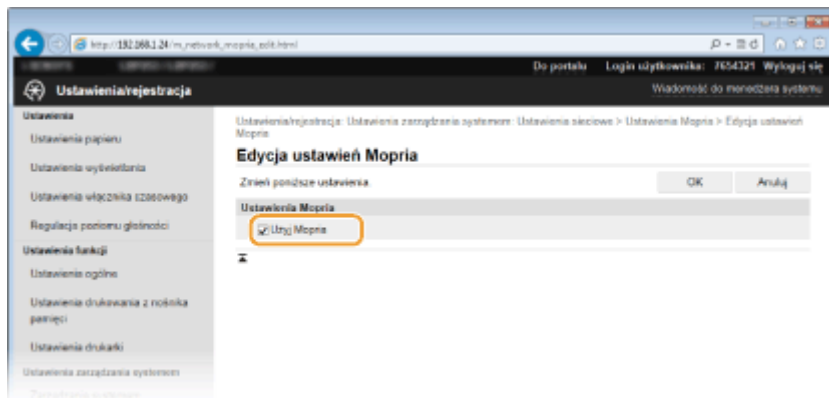 http://192.168.1.24/m_network_mopria_edit.html
Do portalu Login użytkownika: 7654321 Wyloguj się
Ustawienia/rejestracja
Wiadomość do menedżera systemu
Ustawienia
Ustawienia papieru
Ustawienia wyświetlania
Ustawienia włącznika czasowego
Regulacja poziomu głośności
Ustawienia funkcji
Ustawienia ogólne
Ustawienia drukowania z nośnika
pamięci
Ustawienia drukarki
Ustawienia zarządzania systemem
Ustawienia/rejestracja: Ustawienia zarządzania systemem: Ustawienia sieciowe > Ustawienia Mopria > Edycja ustawień
Mopria
Edycja ustawień Mopria
Zmień poniższe ustawienia.
OK Anuluj
Ustawienia Mopria
Użyj Mopria